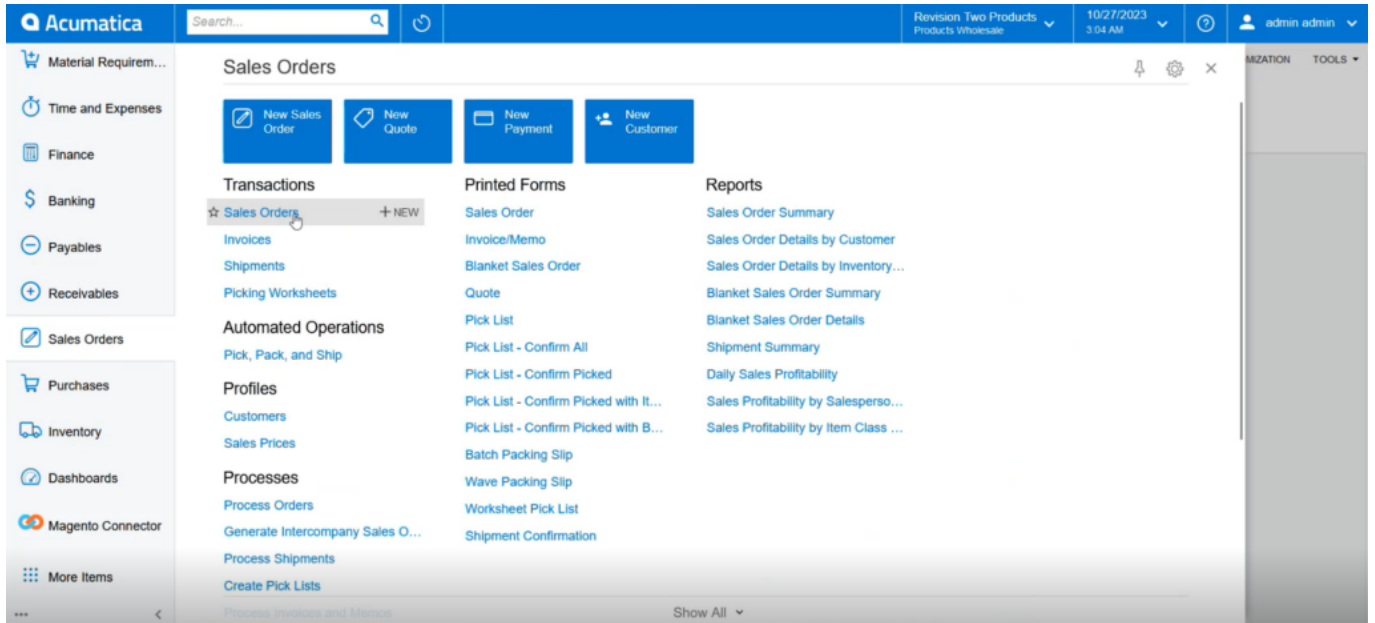 Acumatica
Search...
Revision Two Products
Products Wholesale
10/27/2023
3:04 AM
admin admin
Material Requirem...
Time and Expenses
Finance
Banking
Payables
Receivables
Sales Orders
Purchases
Inventory
Dashboards
Magento Connector
More Items
Sales Orders
MIZATION
TOOLS
New Sales
Order
New
Quote
New
Payment
New
Customer
Transactions
Sales Orders
+ NEW
Invoices
Shipments
Picking Worksheets
Automated Operations
Pick, Pack, and Ship
Profiles
Customers
Sales Prices
Processes
Process Orders
Generate Intercompany Sales O...
Process Shipments
Create Pick Lists
Process Invoices and Memos
Printed Forms
Sales Order
Invoice/Memo
Blanket Sales Order
Quote
Pick List
Pick List - Confirm All
Pick List - Confirm Picked
Pick List - Confirm Picked with It...
Pick List - Confirm Picked with B...
Batch Packing Slip
Wave Packing Slip
Worksheet Pick List
Shipment Confirmation
Reports
Sales Order Summary
Sales Order Details by Customer
Sales Order Details by Inventory...
Blanket Sales Order Summary
Blanket Sales Order Details
Shipment Summary
Daily Sales Profitability
Sales Profitability by Salesperso...
Sales Profitability by Item Class ...
Show All